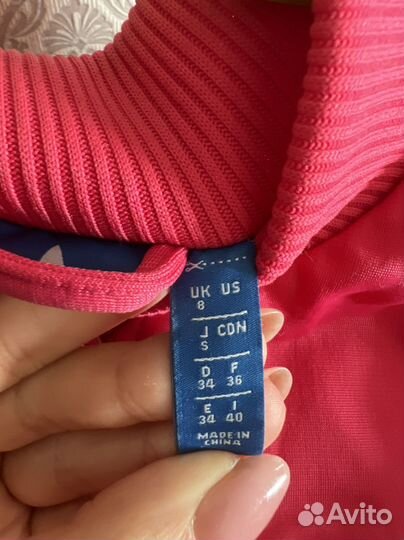 UK US
8
J CDN
S
D F
34 36
E I
34 40
MADE IN
CHINA
Avito